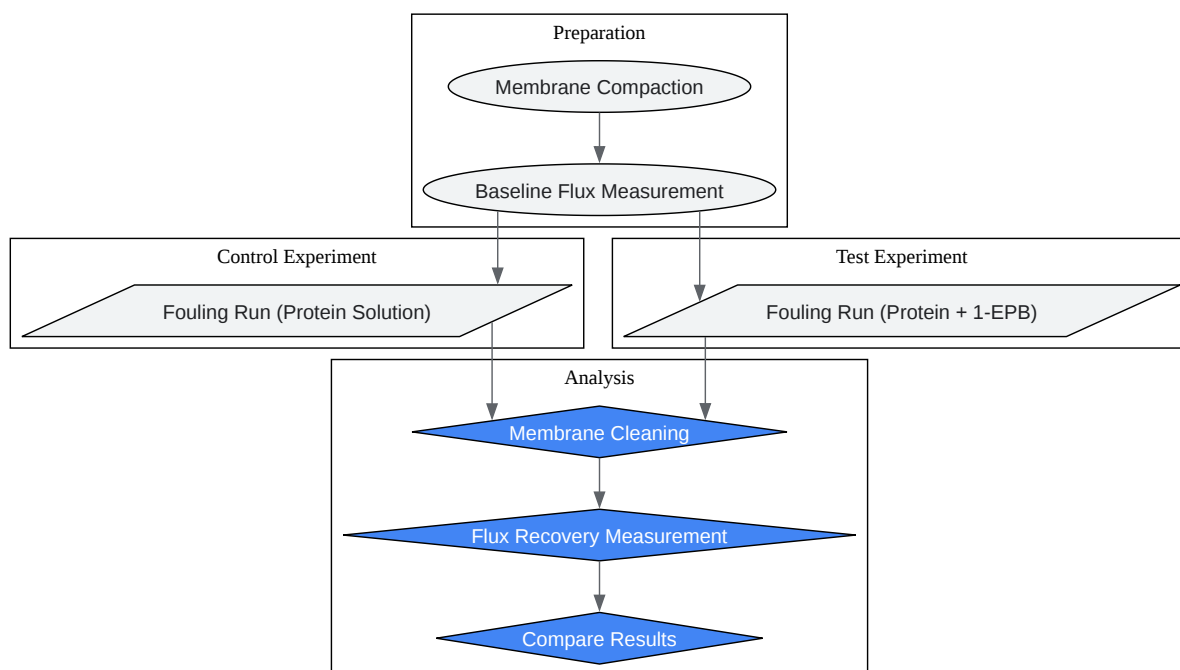 Preparation
Membrane Compaction
Baseline Flux Measurement
Control Experiment
Test Experiment
Fouling Run (Protein Solution)
Fouling Run (Protein + 1-EPB)
Analysis
Membrane Cleaning
Flux Recovery Measurement
Compare Results